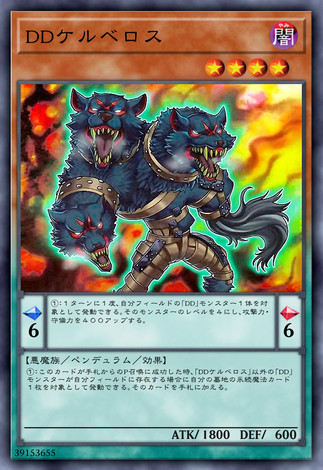 DDケルベロス
闇
やみ
①:1ターンに1度、自分フィールドの「DD」モンスター1体を対
象として発動できる。そのモンスターのレベルを4にし、攻撃力・
守備力を400アップする。
6
6
【悪魔族/ペンデュラム/効果】
①:このカードが手札からのP召喚に成功した時、「DDケルベロス」以外の「DD」
モンスターが自分フィールドに存在する場合に自分の墓地の永続魔法カード
1枚を対象として発動できる。そのカードを手札に加える。
ATK/1800 DEF/ 600
39153655